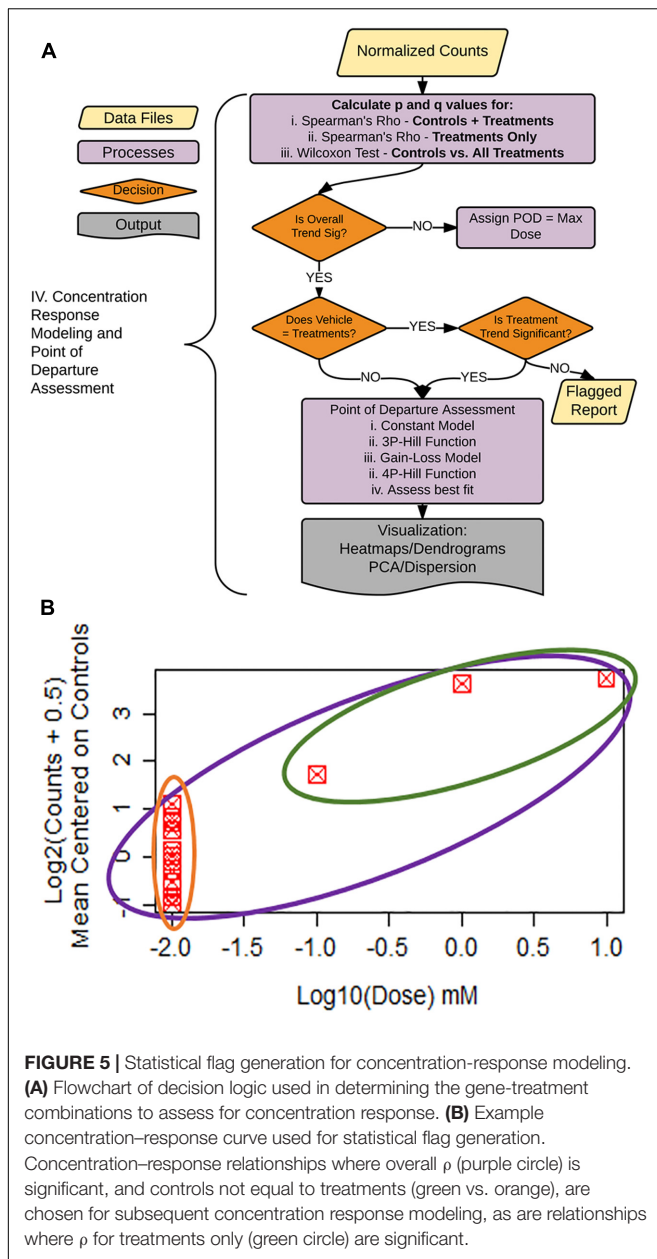 A
Normalized Counts
Data Files
Processes
Decision
Output
Calculate p and q values for:
i. Spearman's Rho - Controls + Treatments
ii. Spearman's Rho - Treatments Only
iii. Wilcoxon Test - Controls vs. All Treatments
Is Overall
Trend Sig?
NO
Assign POD = Max
Dose
YES
IV. Concentration
Response
Modeling and
Point of
Departure
Assessment
Does Vehicle
= Treatments?
YES
Is Treatment
Trend Significant?
NO
YES
NO
Flagged
Report
Point of Departure Assessment
i. Constant Model
ii. 3P-Hill Function
iii. Gain-Loss Model
ii. 4P-Hill Function
iv. Assess best fit
Visualization:
Heatmaps/Dendrograms
PCA/Dispersion
B
Log2(Counts + 0.5)
Mean Centered on Controls
3
2
1
0
-1
-2.0 -1.5 -1.0 -0.5 0.0 0.5 1.0
Log10(Dose) mM
FIGURE 5 | Statistical flag generation for concentration-response modeling.
(A) Flowchart of decision logic used in determining the gene-treatment
combinations to assess for concentration response. (B) Example
concentration–response curve used for statistical flag generation.
Concentration–response relationships where overall ρ (purple circle) is
significant, and controls not equal to treatments (green vs. orange), are
chosen for subsequent concentration response modeling, as are relationships
where ρ for treatments only (green circle) are significant.